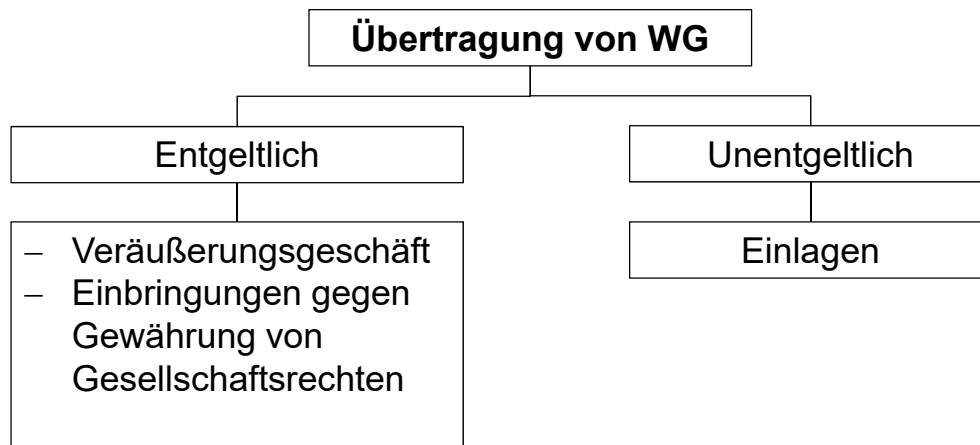 Übertragung von WG
Entgeltlich
Unentgeltlich
– Veräußerungsgeschäft
– Einbringungen gegen
Gewährung von
Gesellschaftsrechten
Einlagen